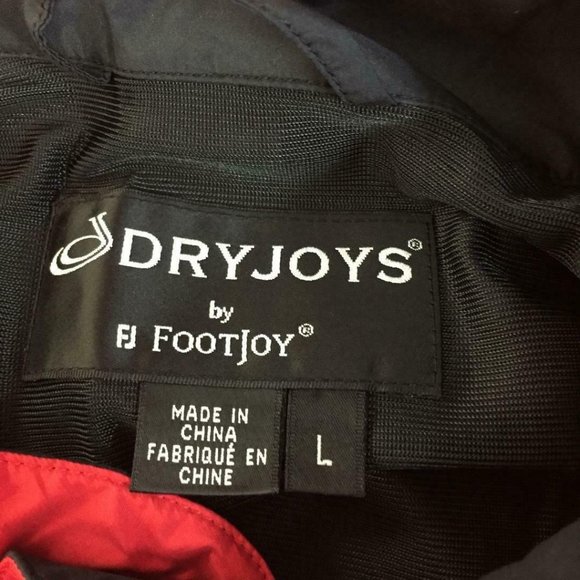 DRYJOYS®
by
FJ FOOTJOY®
MADE IN
CHINA
FABRIQUÉ EN
CHINE
L